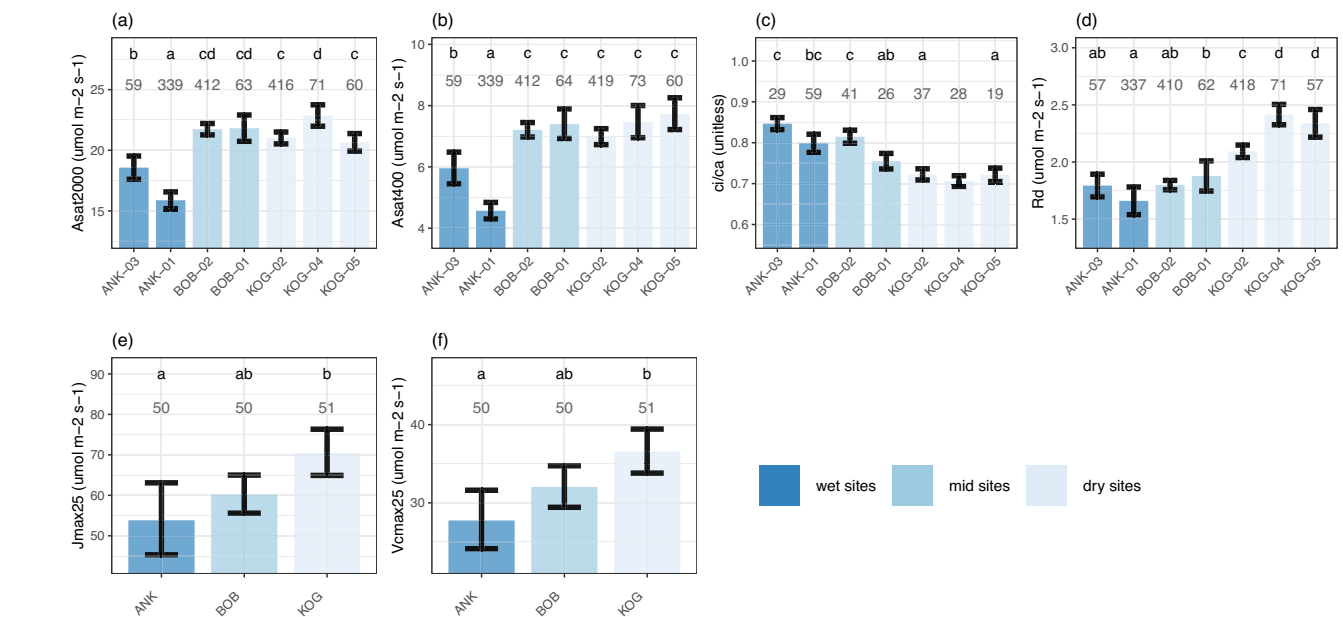 (a)
Asat2000 (umol m−2 s−1)
b a cd cd c d c
59 339 412 63 416 71 60
25
20
15
ANK−03 ANK−01 BOB−02 BOB−01 KOG−02 KOG−04 KOG−05
(b)
Asat400 (umol m−2 s−1)
b a c c c c c
59 339 412 64 419 73 60
10
8
6
4
ANK−03 ANK−01 BOB−02 BOB−01 KOG−02 KOG−04 KOG−05
(c)
ci/ca (unitless)
c bc c ab a a
29 59 41 26 37 28 19
1.0
0.9
0.8
0.7
0.6
ANK−03 ANK−01 BOB−02 BOB−01 KOG−02 KOG−04 KOG−05
(d)
Rd (umol m−2 s−1)
ab a ab b c d d
57 337 410 62 418 71 57
3.0
2.5
2.0
1.5
ANK−03 ANK−01 BOB−02 BOB−01 KOG−02 KOG−04 KOG−05
(e)
Jmax25 (umol m−2 s−1)
a ab b
50 50 51
90
80
70
60
50
ANK BOB KOG
(f)
Vcmax25 (umol m−2 s−1)
a ab b
50 50 51
40
30
ANK BOB KOG
wet sites mid sites dry sites